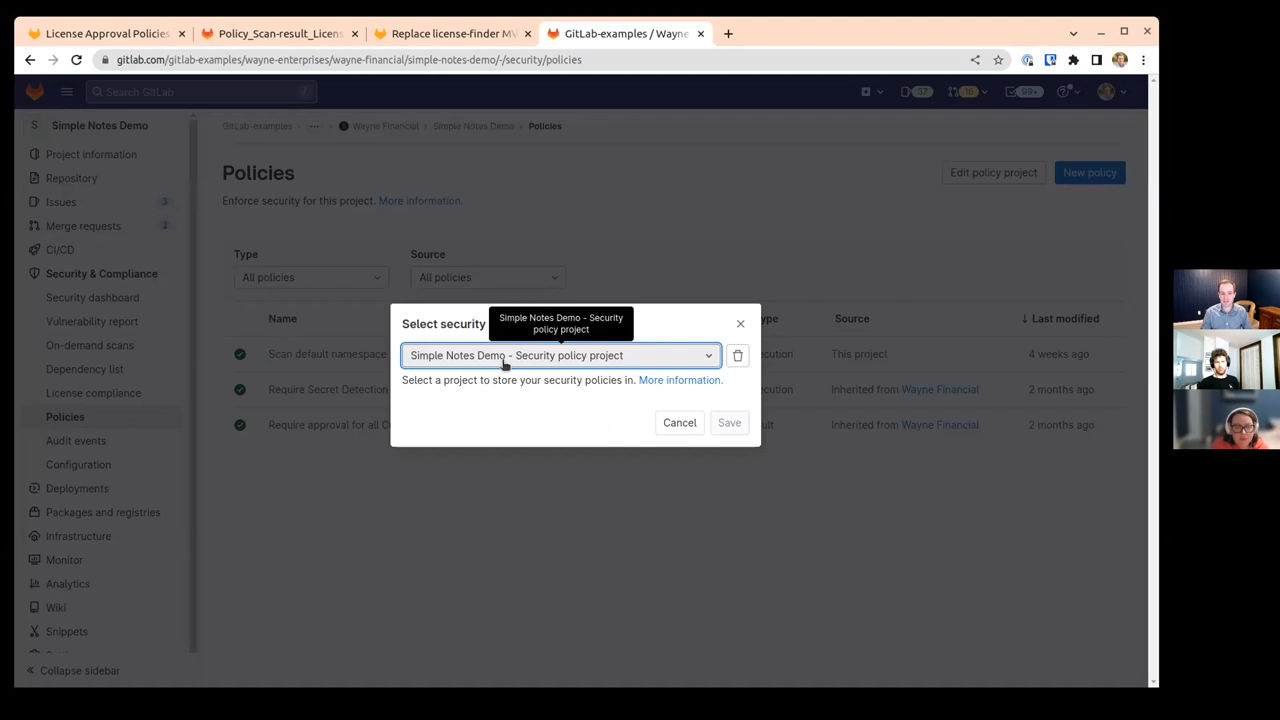 License Approval Policies
Policy_Scan-result_Licens
Replace license-finder MV
GitLab-examples / Wayne
gitlab.com/gitlab-examples/wayne-enterprises/wayne-financial/simple-notes-demo/-/security/policies
Search GitLab
/
37
16
99+
S Simple Notes Demo
Project information
Repository
Issues 3
Merge requests 2
CI/CD
Security & Compliance
Security dashboard
Vulnerability report
On-demand scans
Dependency list
License compliance
Policies
Audit events
Configuration
Deployments
Packages and registries
Infrastructure
Monitor
Analytics
Wiki
Snippets
Collapse sidebar
GitLab-examples ... Wayne Financial Simple Notes Demo Policies
Policies
Edit policy project
New policy
Enforce security for this project. More information.
Type
Source
All policies
All policies
Name
Source
Last modified
Scan default namespace
This project
4 weeks ago
Require Secret Detection
Inherited from Wayne Financial
2 months ago
Require approval for all C
Inherited from Wayne Financial
2 months ago
Select security
Simple Notes Demo - Security
policy project
Simple Notes Demo - Security policy project
Select a project to store your security policies in. More information.
Cancel
Save